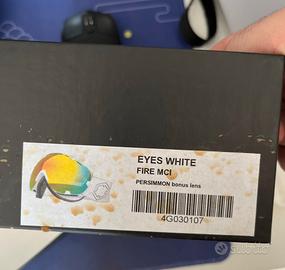 EYES WHITE
FIRE MCI
PERSIMMON bonus lens
4G030107